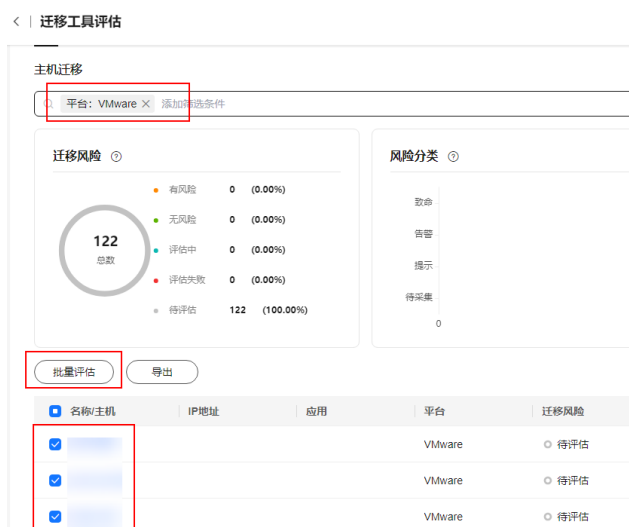 迁移工具评估
主机迁移
平台：VMware × 添加筛选条件
迁移风险
有风险 0 (0.00%)
无风险 0 (0.00%)
评估中 0 (0.00%)
评估失败 0 (0.00%)
待评估 122 (100.00%)
122
总数
风险分类
致命
告警
提示
待采集
0
批量评估 导出
名称/主机 IP地址 应用 平台 迁移风险
VMware 待评估
VMware 待评估
VMware 待评估